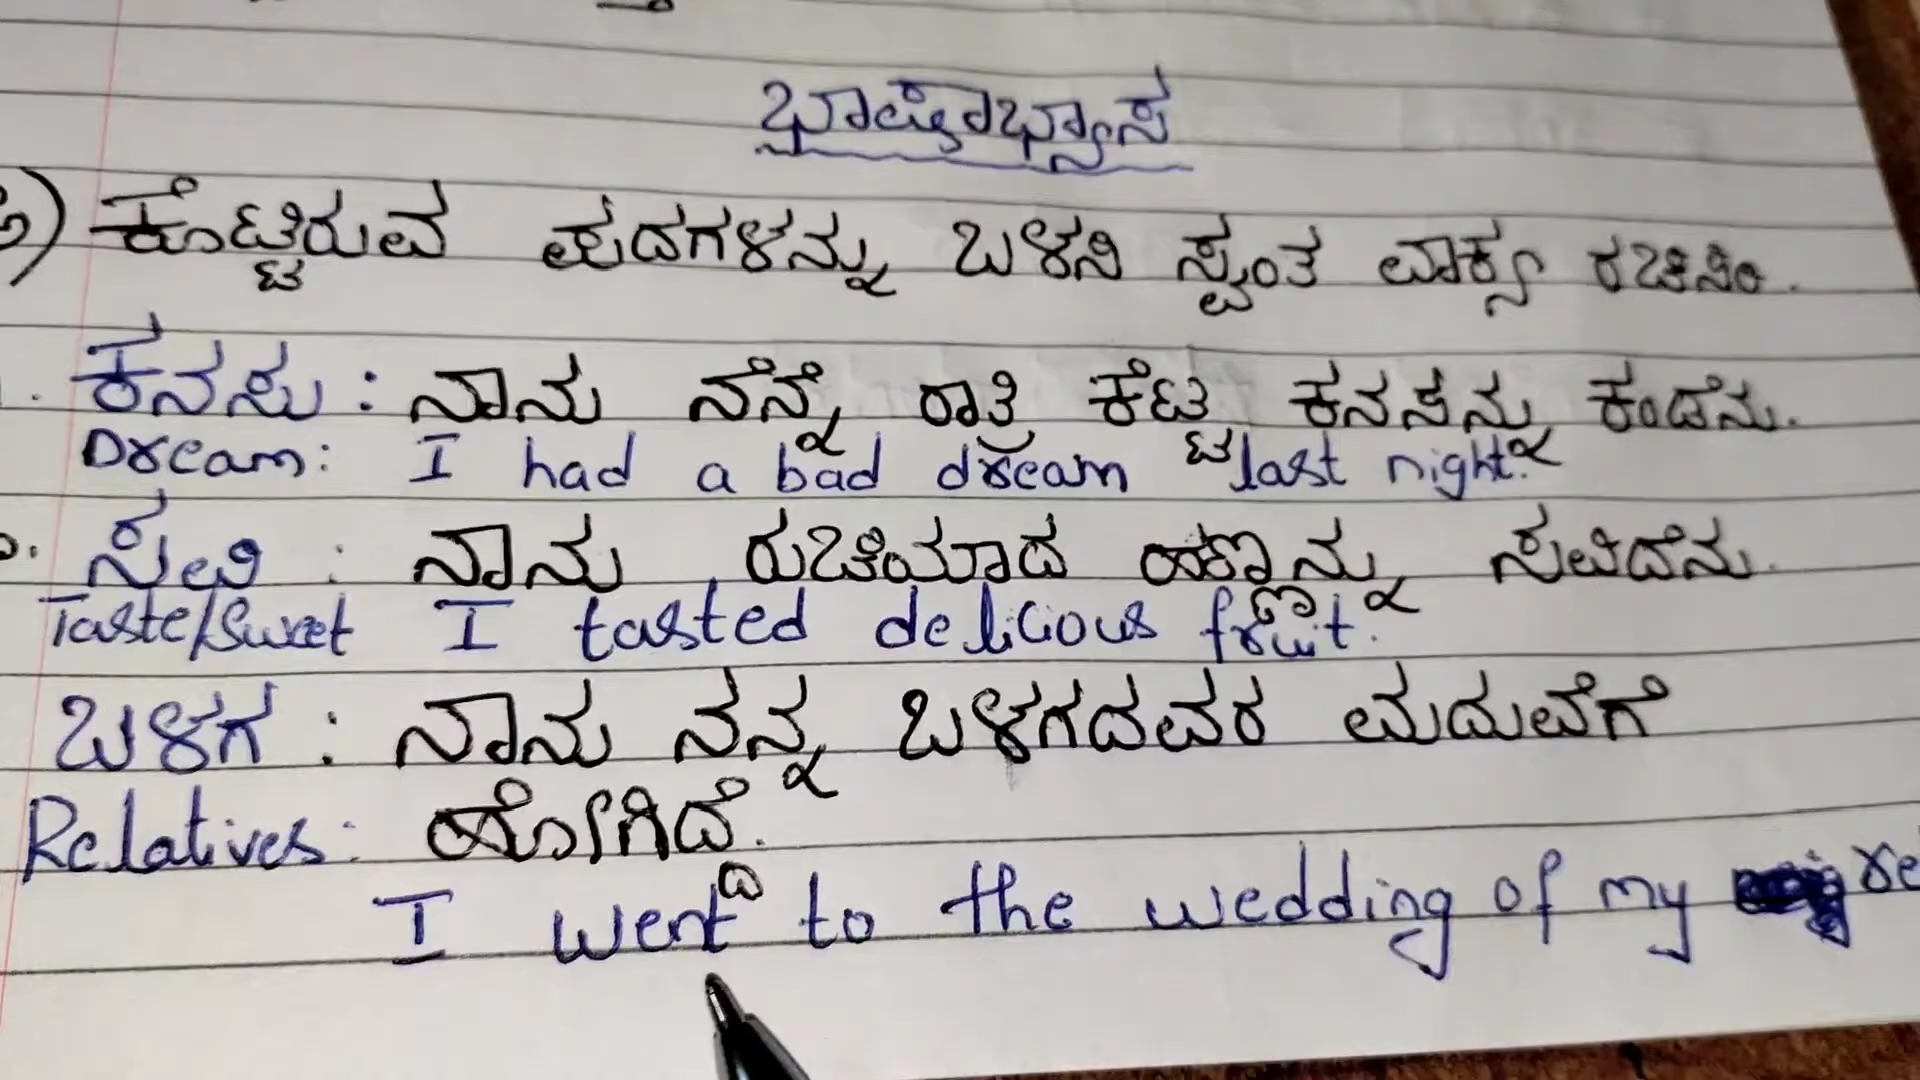 ಭಾಷಾಭ್ಯಾಸ
ಅ) ಕೊಟ್ಟಿರುವ ಪದಗಳನ್ನು ಬಳಸಿ ಸ್ವಂತ ವಾಕ್ಯ ರಚಿಸಿರಿ.
ಕನಸು : ನಾನು ನೆನ್ನೆ ರಾತ್ರಿ ಕೆಟ್ಟ ಕನಸನ್ನು ಕಂಡೆನು.
Dream: I had a bad dream last night.
ಸವಿ : ನಾನು ರುಚಿಯಾದ ಹಣ್ಣನ್ನು ಸವಿದೆನು.
Taste/Sweet I tasted delicious fruit.
ಬಳಗ : ನಾನು ನನ್ನ ಬಳಗದವರ ಮದುವೆಗೆ
Relatives: ಹೋಗಿದ್ದೆ.
I went to the wedding of my re